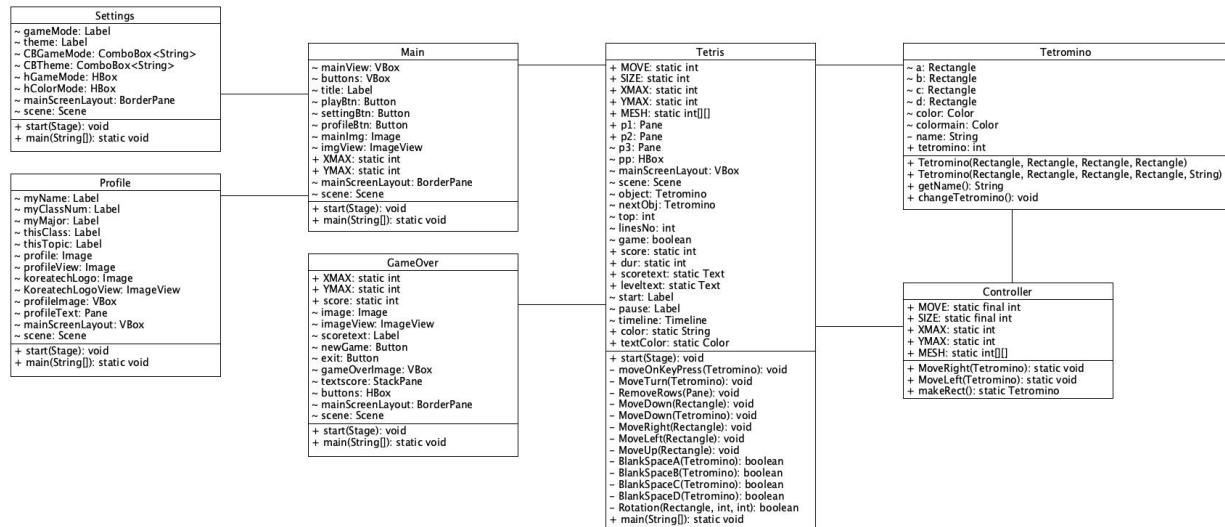 Settings
~ gameMode: Label
~ theme: Label
~ CBGameMode: ComboBox<String>
~ CBTheme: ComboBox<String>
~ hGameMode: HBox
~ hColorMode: HBox
~ mainScreenLayout: BorderPane
~ scene: Scene
+ start(Stage): void
+ main(String[]): static void
Profile
~ myName: Label
~ myClassNum: Label
~ myMajor: Label
~ thisClass: Label
~ thisTopic: Label
~ profile: Image
~ profileView: Image
~ koreatechLogo: Image
~ KoreatechLogoView: ImageView
~ profileImage: VBox
~ profileText: Pane
~ mainScreenLayout: VBox
~ scene: Scene
+ start(Stage): void
+ main(String[]): static void
Main
~ mainView: VBox
~ buttons: VBox
~ title: Label
~ playBtn: Button
~ settingBtn: Button
~ profileBtn: Button
~ mainImg: Image
~ imgView: ImageView
+ XMAX: static int
+ YMAX: static int
~ mainScreenLayout: BorderPane
~ scene: Scene
+ start(Stage): void
+ main(String[]): static void
GameOver
+ XMAX: static int
+ YMAX: static int
+ score: static int
~ image: Image
~ imageView: ImageView
~ scoretext: Label
~ newGame: Button
~ exit: Button
~ gameOverImage: VBox
~ textscore: StackPane
~ buttons: HBox
~ mainScreenLayout: BorderPane
~ scene: Scene
+ start(Stage): void
+ main(String[]): static void
Tetris
+ MOVE: static int
+ SIZE: static int
+ XMAX: static int
+ YMAX: static int
+ MESH: static int[][]
+ p1: Pane
+ p2: Pane
~ p3: Pane
~ pp: HBox
~ mainScreenLayout: VBox
~ scene: Scene
~ object: Tetromino
~ nextObj: Tetromino
~ top: int
~ linesNo: int
~ game: boolean
+ score: static int
+ dur: static int
+ scoretext: static Text
+ leveltext: static Text
~ start: Label
~ pause: Label
~ timeline: Timeline
+ color: static String
+ textColor: static Color
+ start(Stage): void
- moveOnKeyPress(Tetromino): void
- MoveTurn(Tetromino): void
- RemoveRows(Pane): void
- MoveDown(Rectangle): void
- MoveDown(Tetromino): void
- MoveRight(Rectangle): void
- MoveLeft(Rectangle): void
- MoveUp(Rectangle): void
- BlankSpaceA(Tetromino): boolean
- BlankSpaceB(Tetromino): boolean
- BlankSpaceC(Tetromino): boolean
- BlankSpaceD(Tetromino): boolean
- Rotation(Rectangle, int, int): boolean
+ main(String[]): static void
Tetromino
~ a: Rectangle
~ b: Rectangle
~ c: Rectangle
~ d: Rectangle
~ color: Color
~ colormain: Color
- name: String
+ tetromino: int
+ Tetromino(Rectangle, Rectangle, Rectangle, Rectangle)
+ Tetromino(Rectangle, Rectangle, Rectangle, Rectangle, String)
+ getName(): String
+ changeTetromino(): void
Controller
+ MOVE: static final int
+ SIZE: static final int
+ XMAX: static int
+ YMAX: static int
+ MESH: static int[][]
+ MoveRight(Tetromino): static void
+ MoveLeft(Tetromino): static void
+ makeRect(): static Tetromino